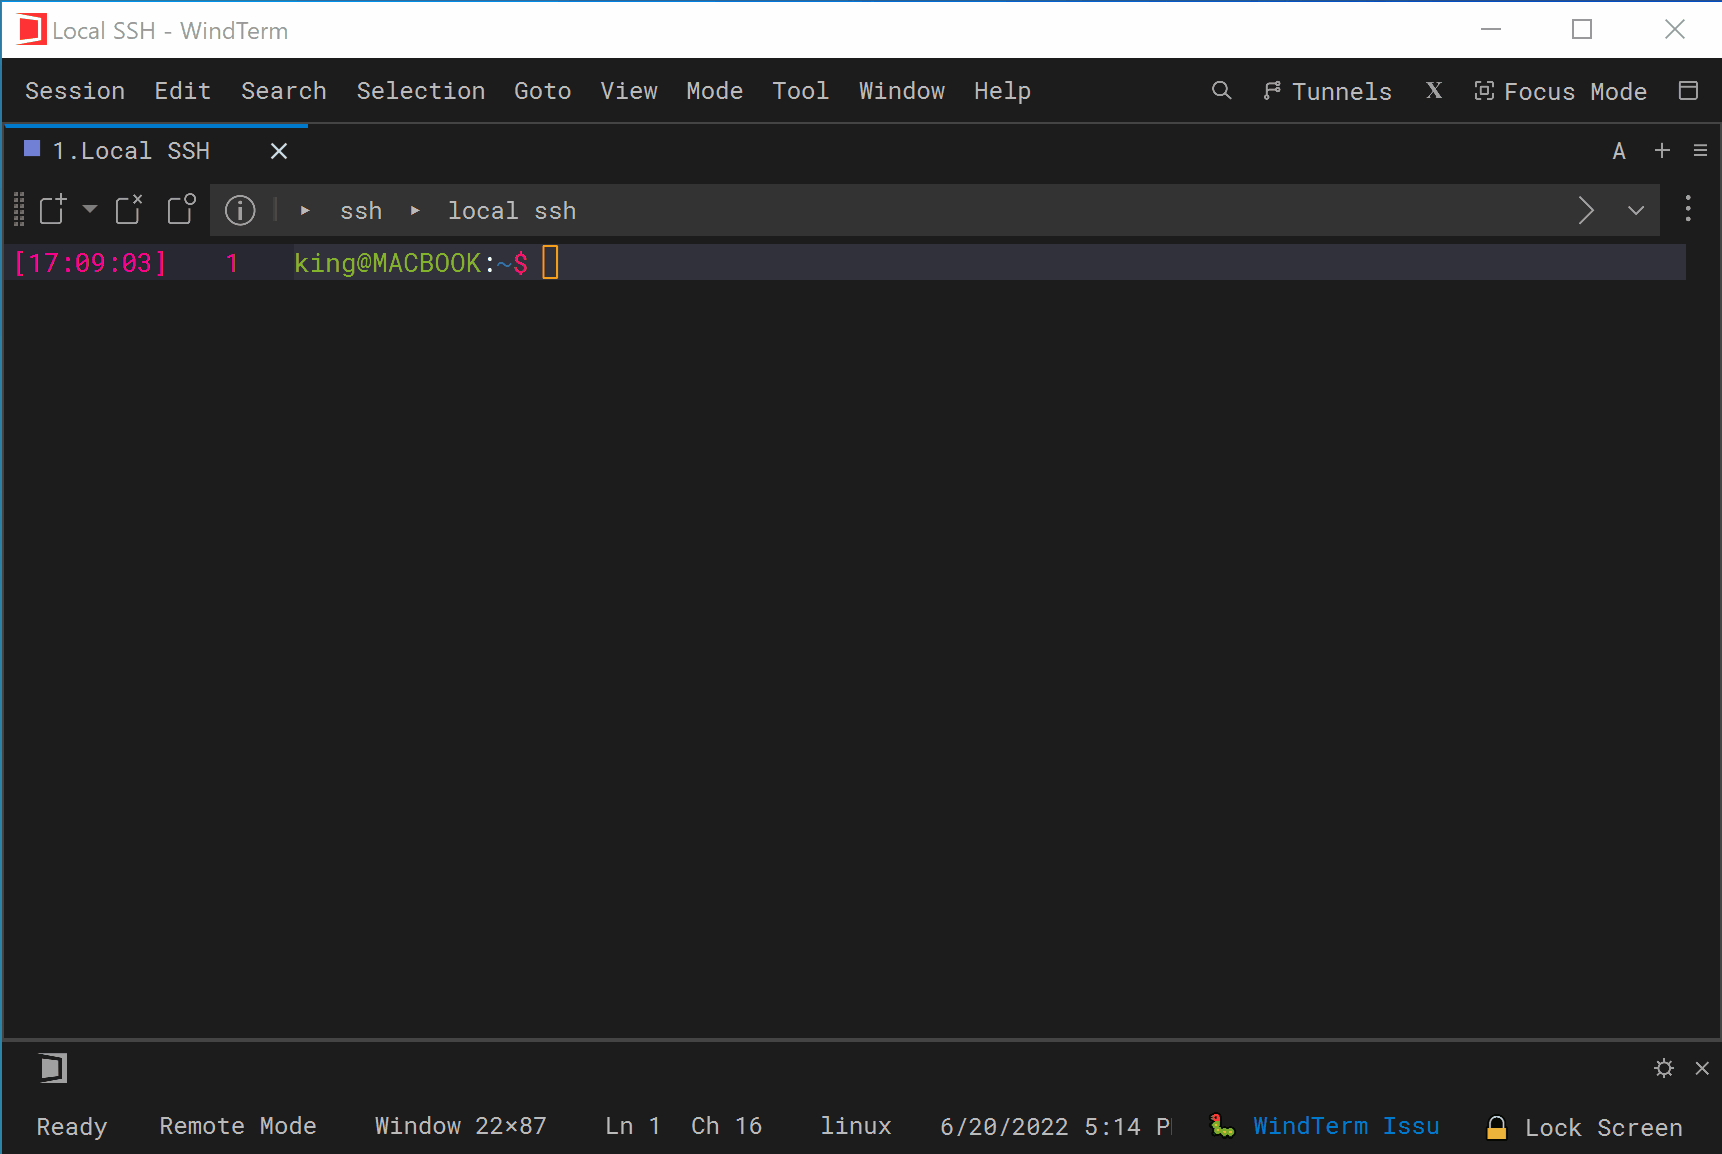 Local SSH - WindTerm
Session Edit Search Selection Goto View Mode Tool Window Help Tunnels X Focus Mode
1.Local SSH A
ssh local ssh
[17:09:03] 1 king@MACBOOK:~$
Ready Remote Mode Window 22×87 Ln 1 Ch 16 linux 6/20/2022 5:14 P WindTerm Issu Lock Screen